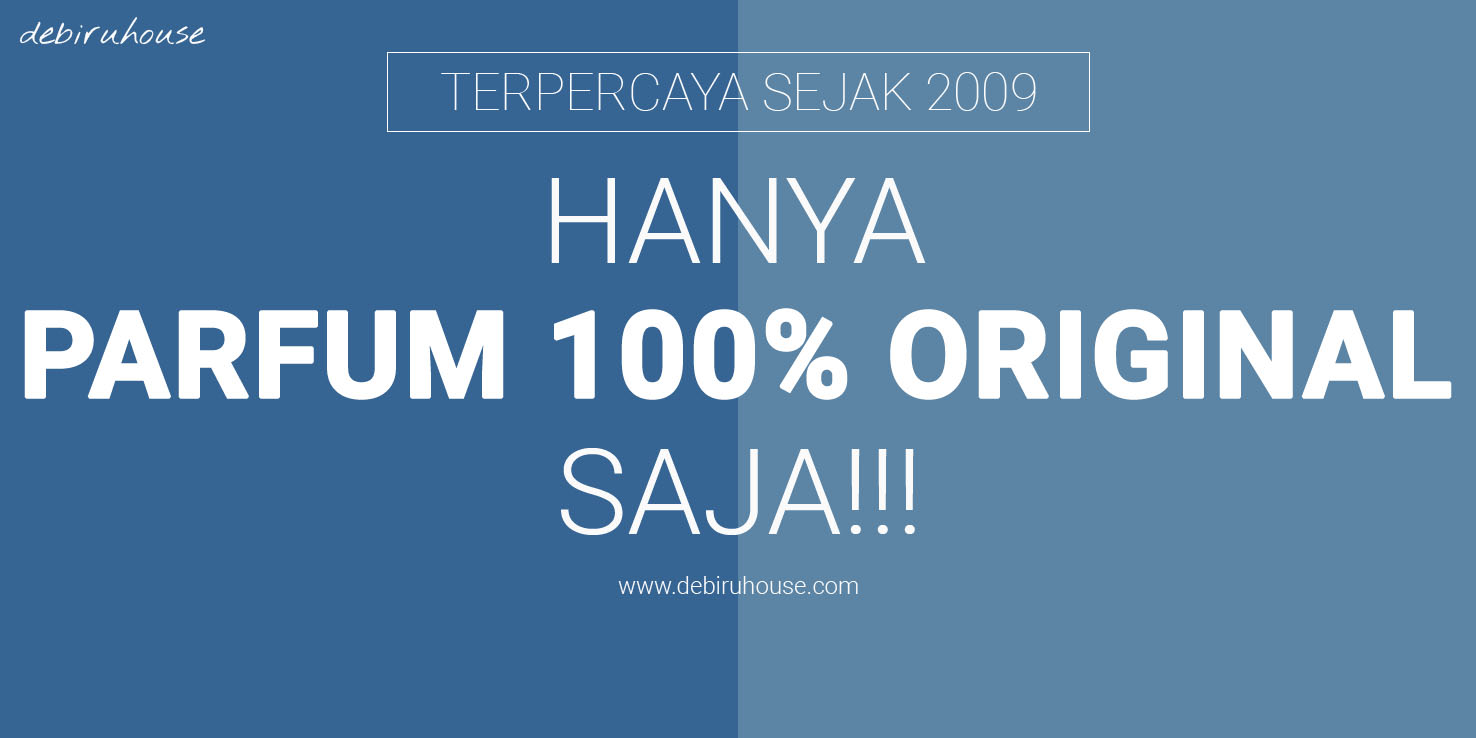 debiruhouse
TERPERCAYA SEJAK 2009
HANYA
PARFUM 100% ORIGINAL
SAJA!!!
www.debiruhouse.com